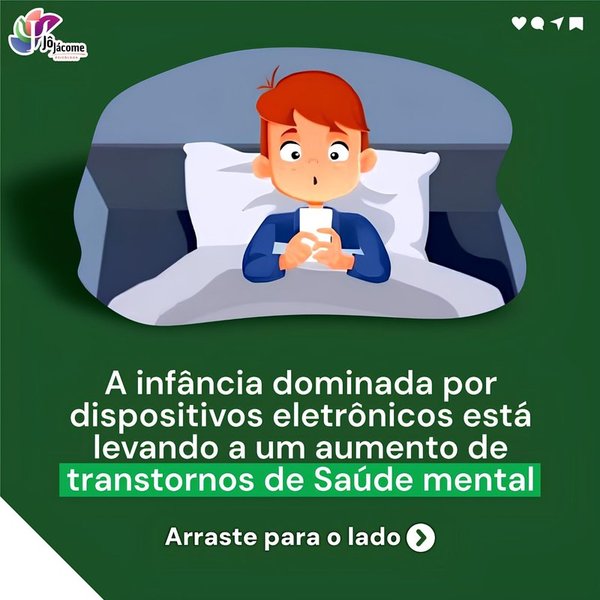 Jô Jácome
PSICÓLOGA
A infância dominada por
dispositivos eletrônicos está
levando a um aumento de
transtornos de Saúde mental
Arraste para o lado